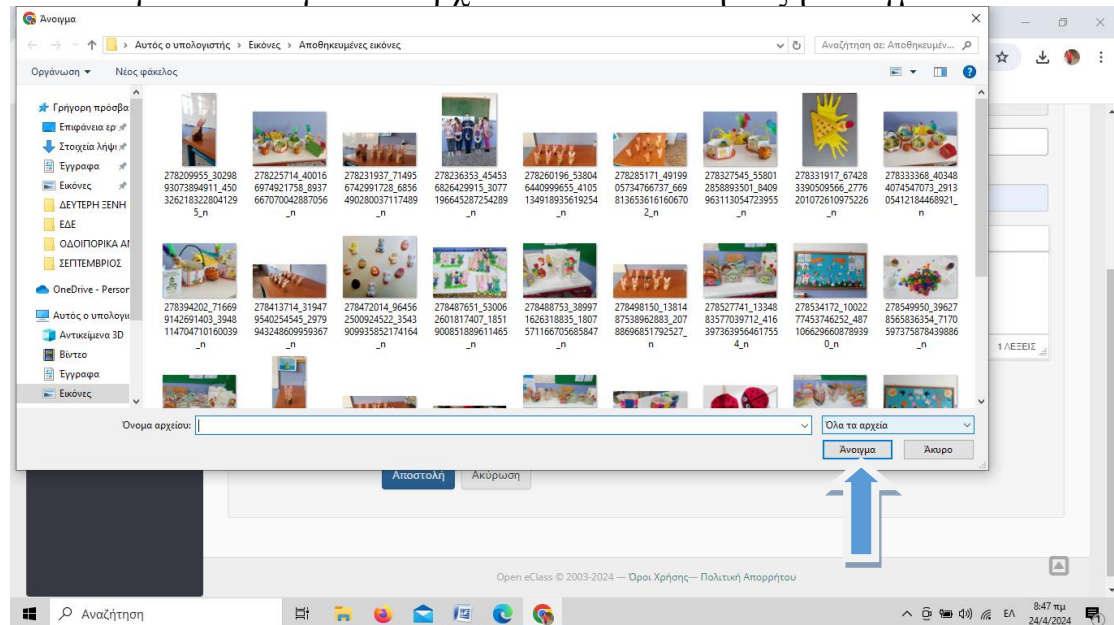 Άνοιγμα
Αυτός ο υπολογιστής > Εικόνες > Αποθηκευμένες εικόνες
Αναζήτηση σε: Αποθηκευμέν...
Οργάνωση Νέος φάκελος
Γρήγορη πρόσβα
Επιφάνεια ερ
Στοιχεία λήψι
Έγγραφα
Εικόνες
ΔΕΥΤΕΡΗ ΞΕΝΗ
ΕΔΕ
ΟΔΟΙΠΟΡΙΚΑ ΑΙ
ΣΕΠΤΕΜΒΡΙΟΣ
OneDrive - Person
Αυτός ο υπολογι
Αντικείμενα 3D
Βίντεο
Έγγραφα
Εικόνες
278209955_30298
93073894911_450
326218322804129
5_n
278225714_40016
6974921758_8937
667070042887056
_n
278231937_71495
6742991728_6856
490280037117489
_n
278236353_45453
6826429915_3077
196645287254289
_n
278260196_53804
6440999655_4105
134918935619254
_n
278285171_49199
05734766737_669
813653616160670
2_n
278327545_55801
2858893501_8409
963113054723955
_n
278331917_67428
3390509566_2776
201072610975226
_n
278333368_40348
4074547073_2913
05412184468921_
n
278394202_71669
9142691403_3948
114704710160039
_n
278413714_31947
9540254545_2979
943248609959367
_n
278472014_96456
2500924522_3543
909935852174164
_n
278487651_53006
2601817407_1851
900851889611465
_n
278488753_38997
1626318835_1807
571166705685847
_n
278498150_13814
87538962883_207
88696851792527_
n
278527741_13348
83577039712_416
397363956461755
4_n
278534172_10022
77453746252_487
106629660878939
0_n
278549950_39627
8565836354_7170
597375878439886
_n
1 ΛΕΞΕΙΣ
Όνομα αρχείου:
Όλα τα αρχεία
Άνοιγμα Άκυρο
Αποστολή Ακύρωση
Open eClass © 2003-2024 — Όροι Χρήσης— Πολιτική Απορρήτου
Αναζήτηση
ΕΛ
8:47 πμ
24/4/2024